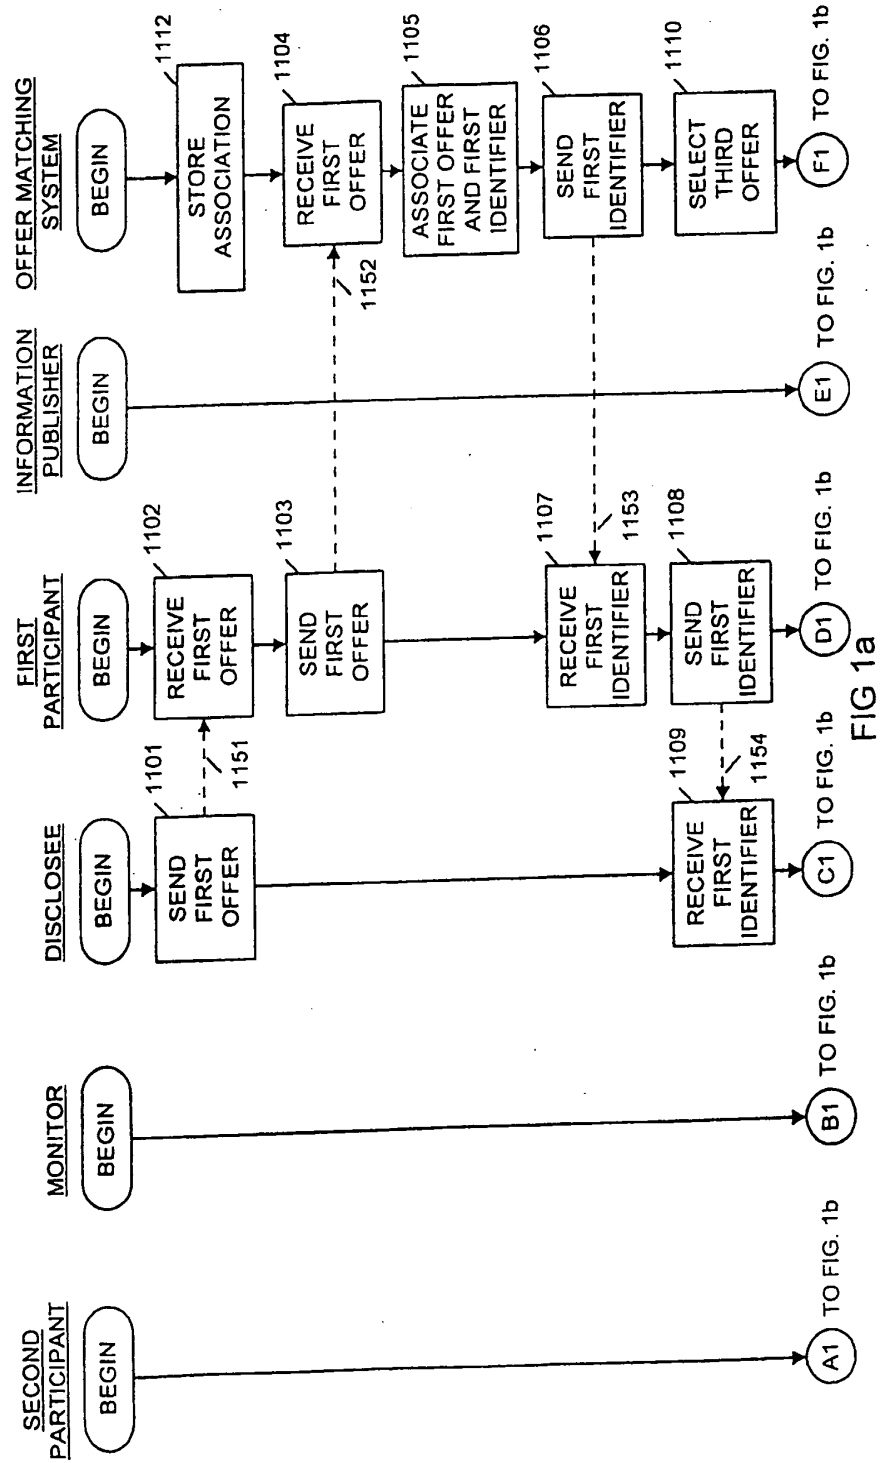 SECOND
PARTICIPANT
BEGIN
A1
TO FIG. 1b
MONITOR
BEGIN
B1
TO FIG. 1b
DISCLOSEE
BEGIN
1101
SEND
FIRST
OFFER
1151
1109
RECEIVE
FIRST
IDENTIFIER
1154
C1
TO FIG. 1b
FIRST
PARTICIPANT
BEGIN
1102
RECEIVE
FIRST
OFFER
1103
SEND
FIRST
OFFER
1107
RECEIVE
FIRST
IDENTIFIER
1153
1108
SEND
FIRST
IDENTIFIER
D1
TO FIG. 1b
INFORMATION
PUBLISHER
BEGIN
E1
TO FIG. 1b
OFFER MATCHING
SYSTEM
BEGIN
1112
STORE
ASSOCIATION
1104
RECEIVE
FIRST
OFFER
1152
1105
ASSOCIATE
FIRST OFFER
AND FIRST
IDENTIFIER
1106
SEND
FIRST
IDENTIFIER
1110
SELECT
THIRD
OFFER
F1
TO FIG. 1b
FIG 1a